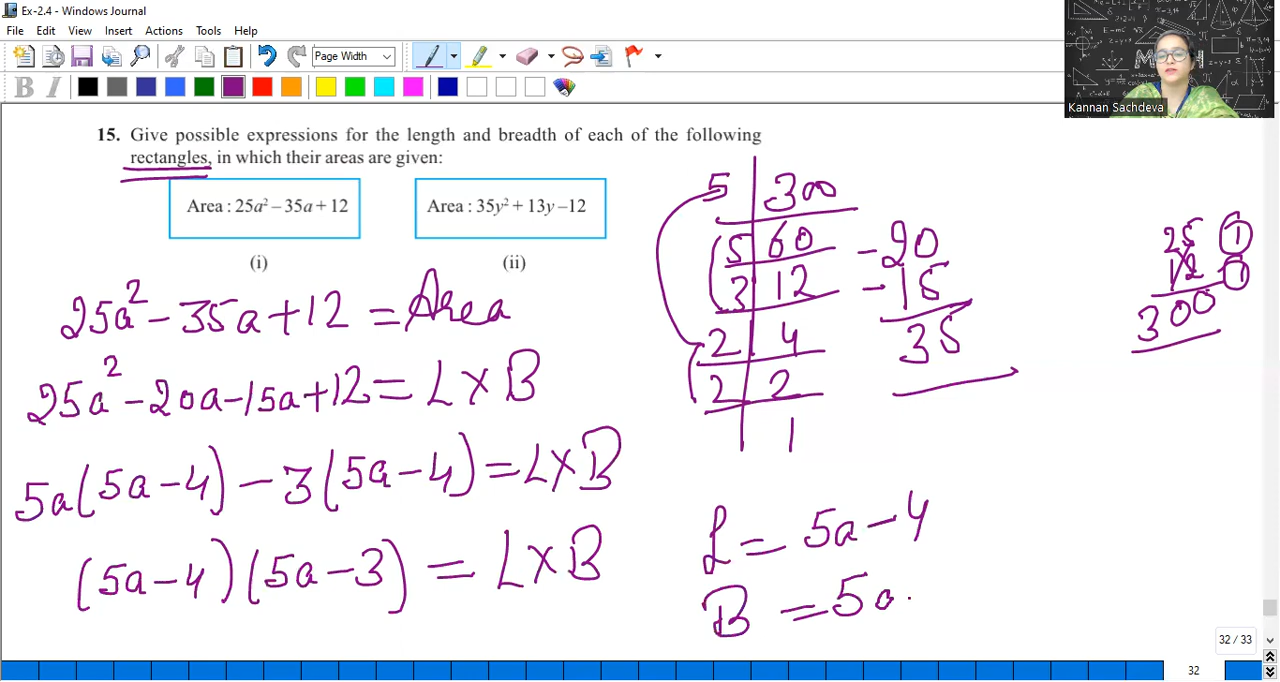 Ex-2.4 - Windows Journal
File Edit View Insert Actions Tools Help
Page Width
B I
Kannan Sachdeva
15. Give possible expressions for the length and breadth of each of the following
rectangles, in which their areas are given:
Area : 25a² – 35a + 12
Area : 35y² + 13y –12
(i)
(ii)
25a² - 35a + 12 = Area
25a² - 20a - 15a + 12 = L × B
5a(5a - 4) - 3(5a - 4) = L × B
(5a - 4)(5a - 3) = L × B
5 | 300
5 | 60
3 | 12
2 | 4
2 | 2
1
- 20
- 15
35
25 1
12 1
300
L = 5a - 4
B = 5a
32 / 33
32